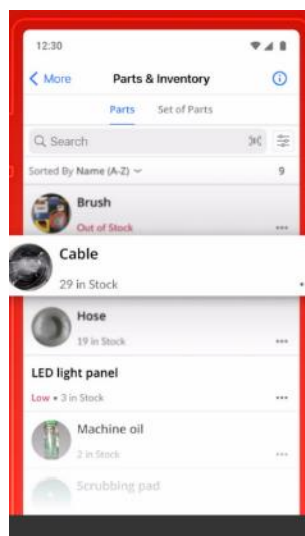 12:30
More
Parts & Inventory
Parts
Set of Parts
Search
Sorted By Name (A-Z)
9
Brush
Out of Stock
Cable
29 in Stock
Hose
19 in Stock
LED light panel
Low • 3 in Stock
Machine oil
2 in Stock
Scrubbing pad